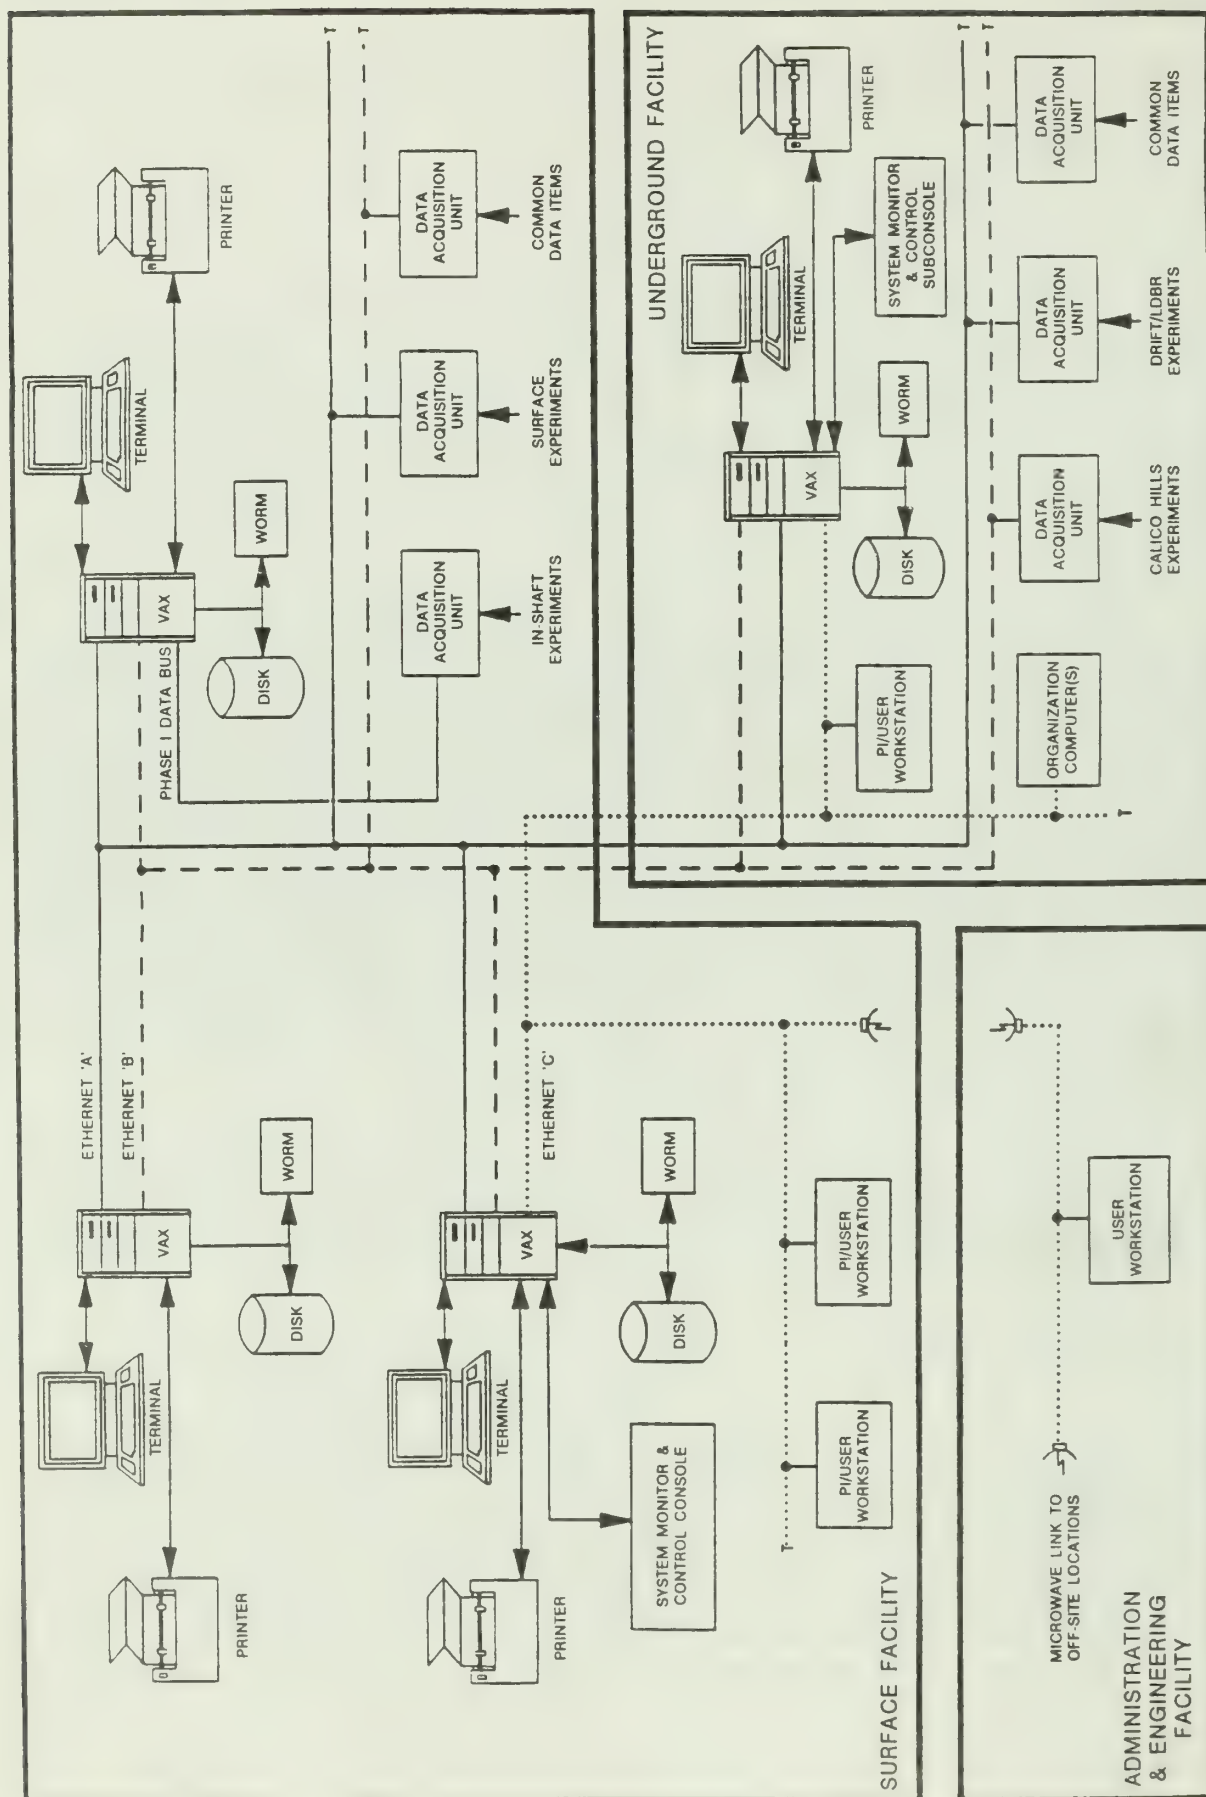 PRINTER
TERMINAL
VAX
DISK
WORM
ETHERNET 'A'
ETHERNET 'B'
PHASE I DATA BUS
VAX
DISK
WORM
TERMINAL
PRINTER
PRINTER
TERMINAL
VAX
ETHERNET 'C'
DISK
WORM
SYSTEM MONITOR &
CONTROL CONSOLE
PI/USER
WORKSTATION
PI/USER
WORKSTATION
DATA
ACQUISITION
UNIT
IN-SHAFT
EXPERIMENTS
DATA
ACQUISITION
UNIT
SURFACE
EXPERIMENTS
DATA
ACQUISITION
UNIT
COMMON
DATA ITEMS
SURFACE FACILITY
UNDERGROUND FACILITY
TERMINAL
PRINTER
VAX
DISK
WORM
SYSTEM MONITOR
& CONTROL
SUBCONSOLE
PI/USER
WORKSTATION
ORGANIZATION
COMPUTER(S)
DATA
ACQUISITION
UNIT
CALICO HILLS
EXPERIMENTS
DATA
ACQUISITION
UNIT
DRIFT/LDBR
EXPERIMENTS
DATA
ACQUISITION
UNIT
COMMON
DATA ITEMS
MICROWAVE LINK TO
OFF-SITE LOCATIONS
USER
WORKSTATION
ADMINISTRATION
& ENGINEERING
FACILITY